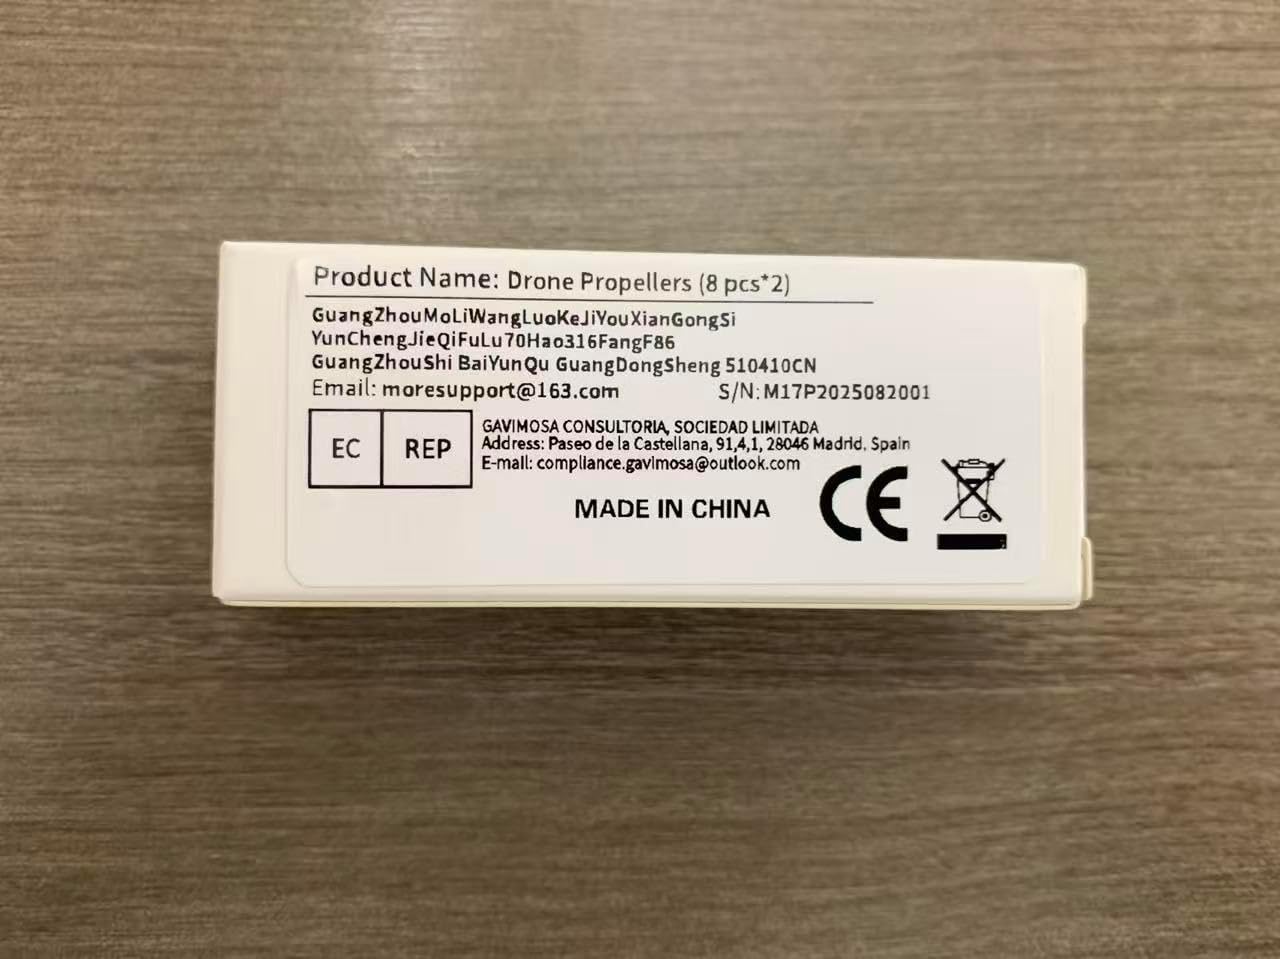 Product Name: Drone Propellers (8 pcs*2)
GuangZhouMoLiWangLuoKeJiYouXianGongSi
YunChengJieQiFuLu70Hao316FangF86
GuangZhouShi BaiYunQu GuangDongSheng 510410CN
Email: moresupport@163.com S/N: M17P2025082001
EC REP
GAVIMOSA CONSULTORIA, SOCIEDAD LIMITADA
Address: Paseo de la Castellana, 91,4,1, 28046 Madrid, Spain
E-mail: compliance.gavimosa@outlook.com
MADE IN CHINA
CE